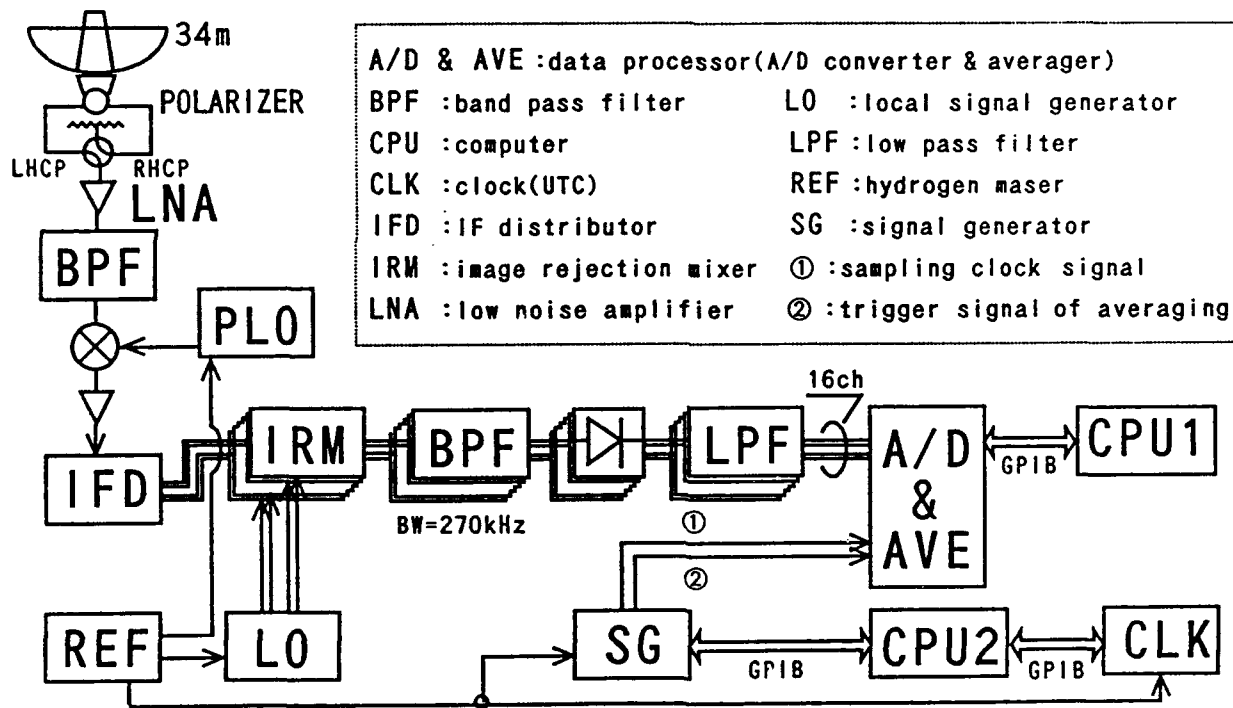 34m
POLARIZER
LHCP
RHCP
LNA
BPF
PLO
IFD
A/D & AVE :data processor(A/D converter & averager)
BPF :band pass filter
LO :local signal generator
CPU :computer
LPF :low pass filter
CLK :clock(UTC)
REF :hydrogen maser
IFD :IF distributor
SG :signal generator
IRM :image rejection mixer
① :sampling clock signal
LNA :low noise amplifier
② :trigger signal of averaging
16ch
IRM
BPF
LPF
A/D
&
AVE
GPIB
CPU1
BW=270kHz
①
②
REF
LO
SG
GPIB
CPU2
GPIB
CLK